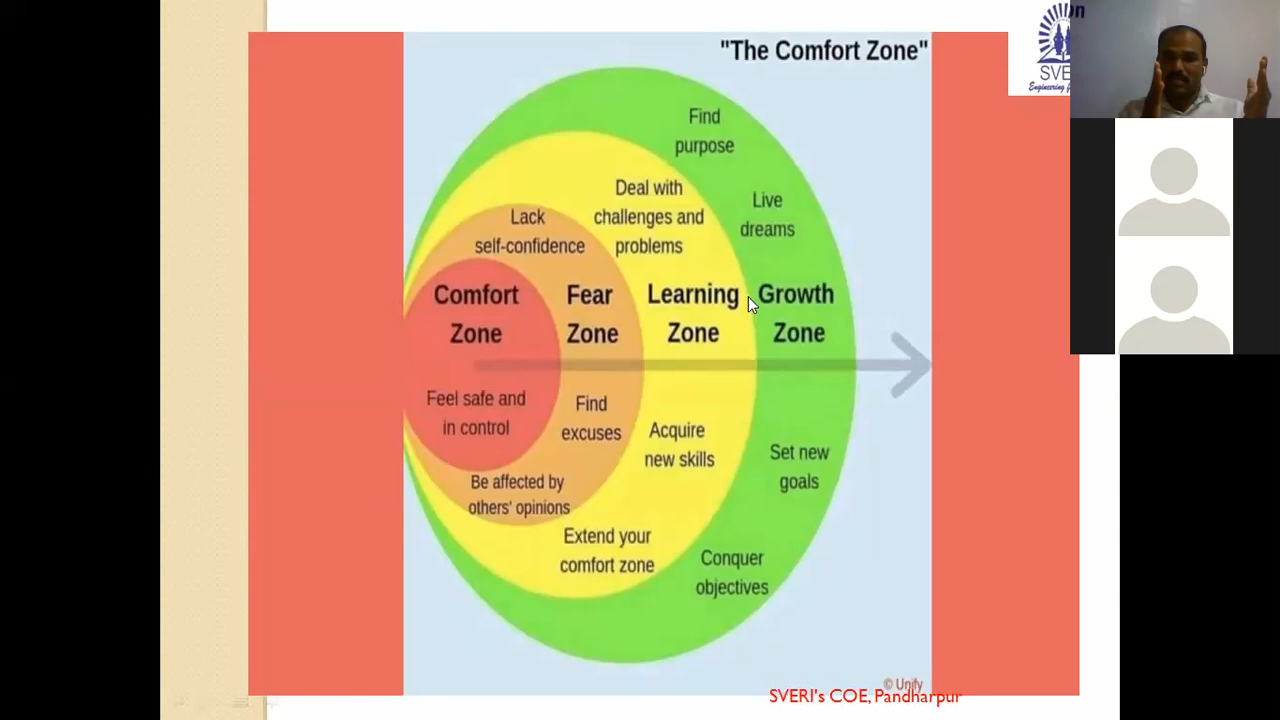 "The Comfort Zone"
Find
purpose
Live
dreams
Deal with
challenges and
problems
Lack
self-confidence
Comfort
Zone
Fear
Zone
Learning
Zone
Growth
Zone
Feel safe and
in control
Find
excuses
Acquire
new skills
Set new
goals
Be affected by
others' opinions
Extend your
comfort zone
Conquer
objectives
© Unify
SVERI's COE, Pandharpur